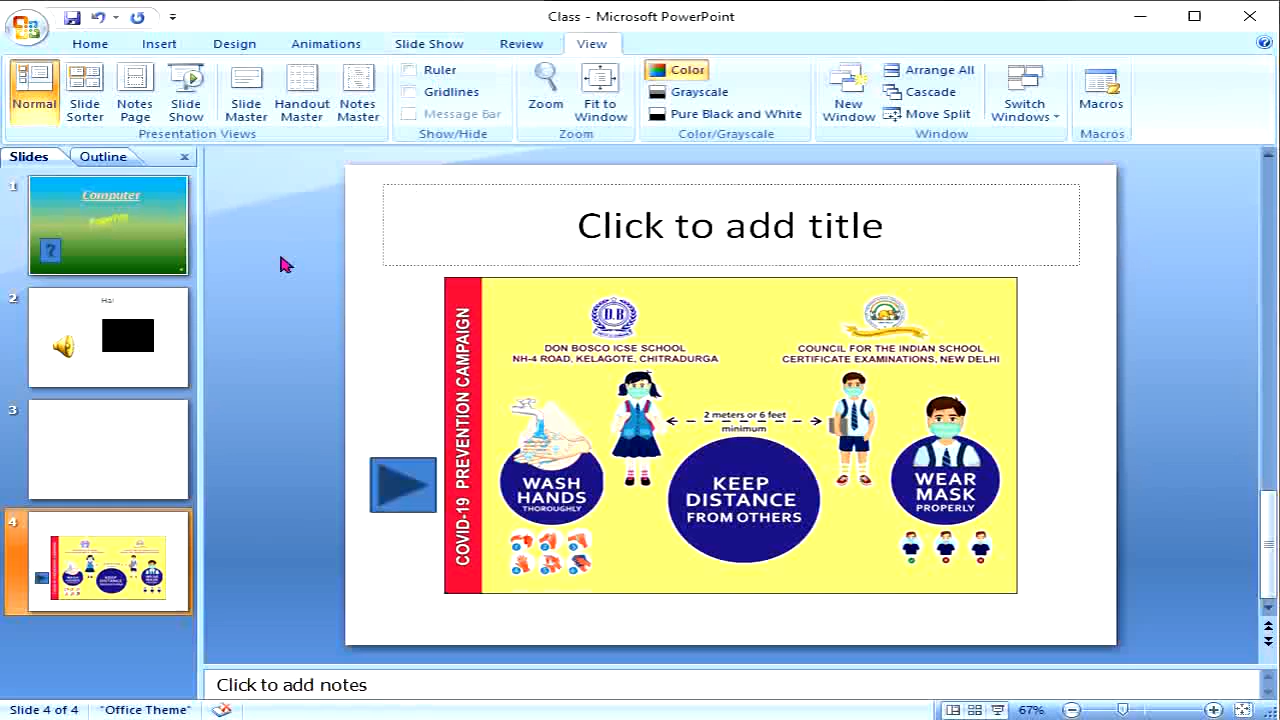 Class - Microsoft PowerPoint
Home Insert Design Animations Slide Show Review View
Normal
Slide Sorter
Notes Page
Slide Show
Slide Master
Handout Master
Notes Master
Presentation Views
Ruler
Gridlines
Message Bar
Show/Hide
Zoom
Fit to Window
Zoom
Color
Grayscale
Pure Black and White
Color/Grayscale
New Window
Arrange All
Cascade
Move Split
Switch Windows
Window
Macros
Macros
Slides Outline
1
Computer
?
2
Hai
3
4
Click to add title
COVID-19 PREVENTION CAMPAIGN
D.B
DON BOSCO ICSE SCHOOL
NH-4 ROAD, KELAGOTE, CHITRADURGA
COUNCIL FOR THE INDIAN SCHOOL
CERTIFICATE EXAMINATIONS, NEW DELHI
2 meters or 6 feet
minimum
WASH
HANDS
THOROUGHLY
KEEP
DISTANCE
FROM OTHERS
WEAR
MASK
PROPERLY
Click to add notes
Slide 4 of 4 "Office Theme" 67%